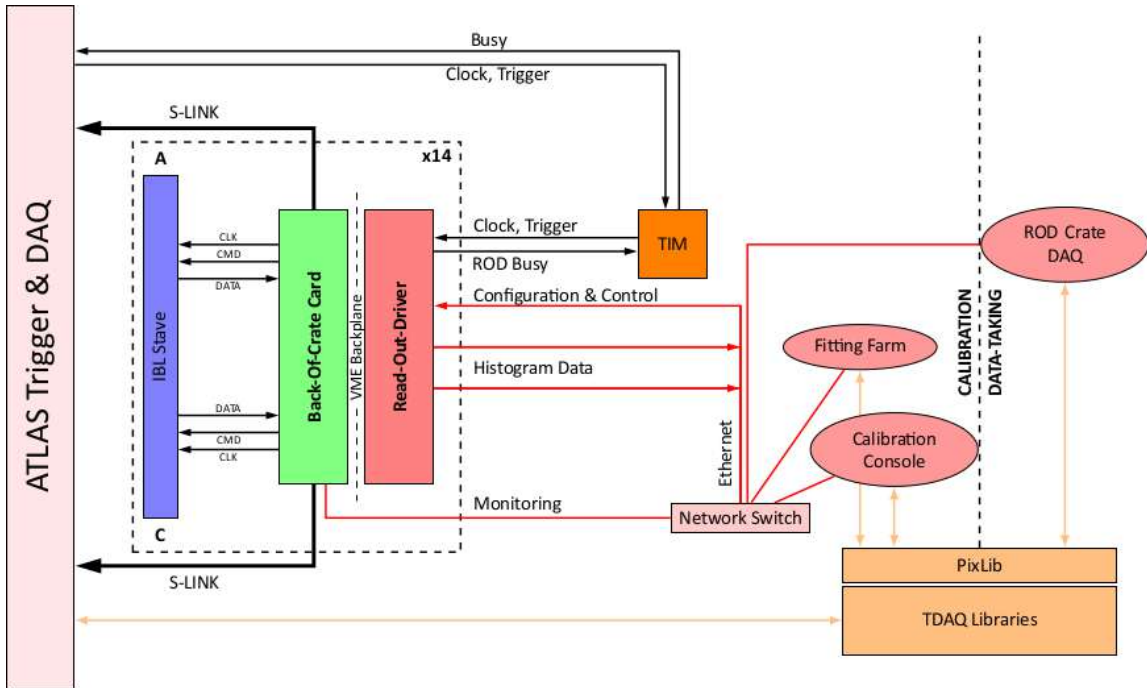 ATLAS Trigger & DAQ
Busy
Clock, Trigger
S-LINK
A
x14
IBL Stave
CLK
CMD
DATA
DATA
CMD
CLK
C
Back-Of-Crate Card
VME Backplane
Read-Out-Driver
Clock, Trigger
ROD Busy
TIM
Configuration & Control
Histogram Data
Monitoring
Ethernet
Network Switch
S-LINK
ROD Crate
DAQ
Fitting Farm
Calibration
Console
CALIBRATION
DATA-TAKING
PixLib
TDAQ Libraries